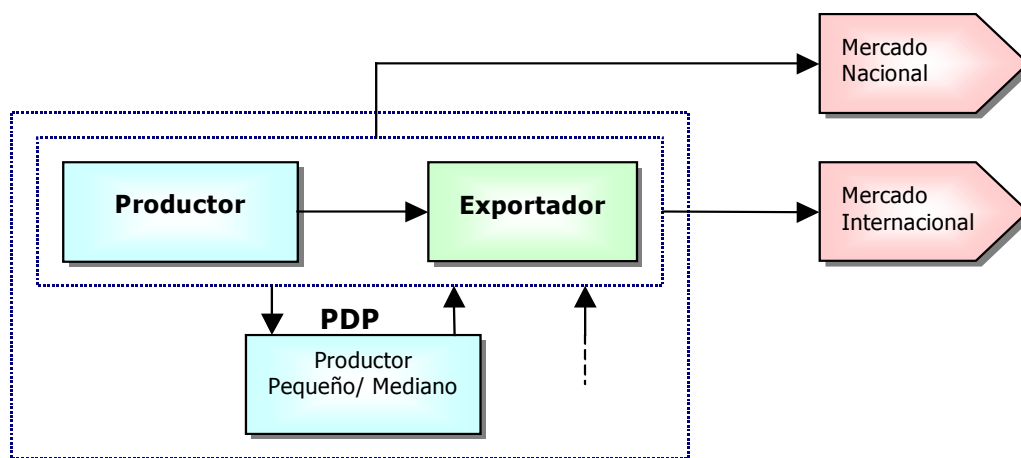 Mercado
Nacional
Productor
Exportador
Mercado
Internacional
PDP
Productor
Pequeño/ Mediano